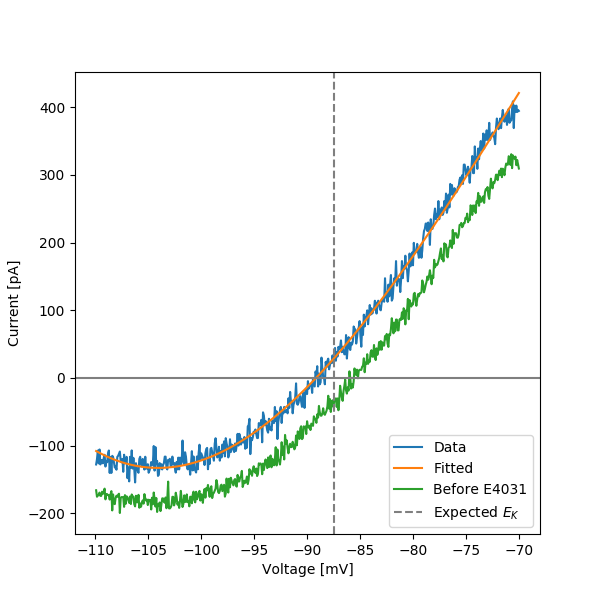 400
300
200
100
0
−100
−200
Current [pA]
−110 −105 −100 −95 −90 −85 −80 −75 −70
Voltage [mV]
Data
Fitted
Before E4031
Expected E_K